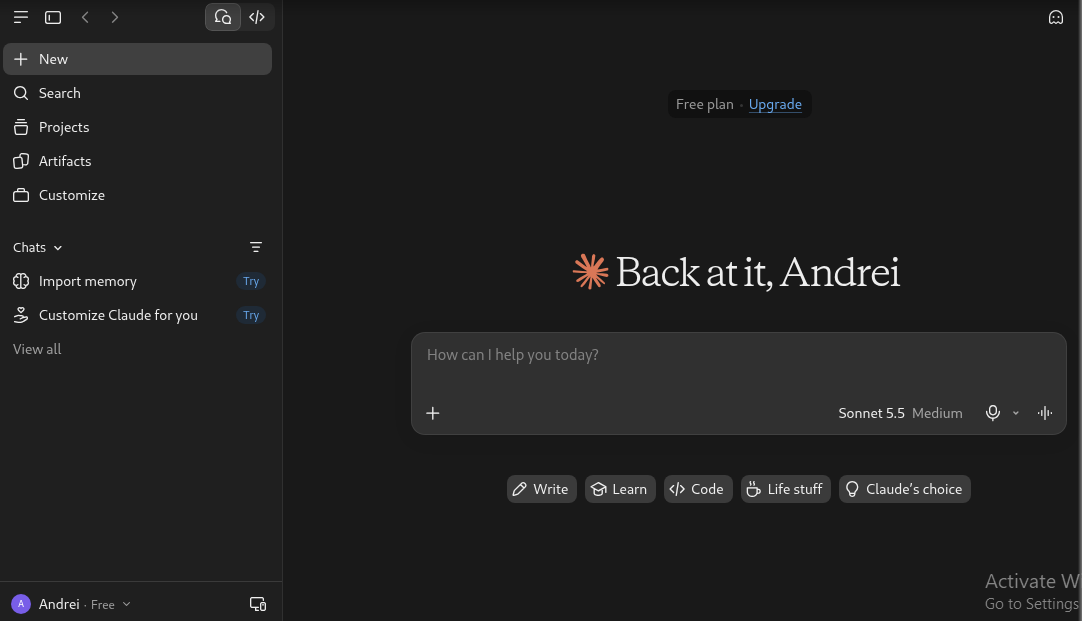 New
Search
Projects
Artifacts
Customize
Chats
Import memory Try
Customize Claude for you Try
View all
A Andrei · Free
Free plan · Upgrade
Back at it, Andrei
How can I help you today?
Sonnet 5.5 Medium
Write Learn Code Life stuff Claude’s choice
Activate W
Go to Settings